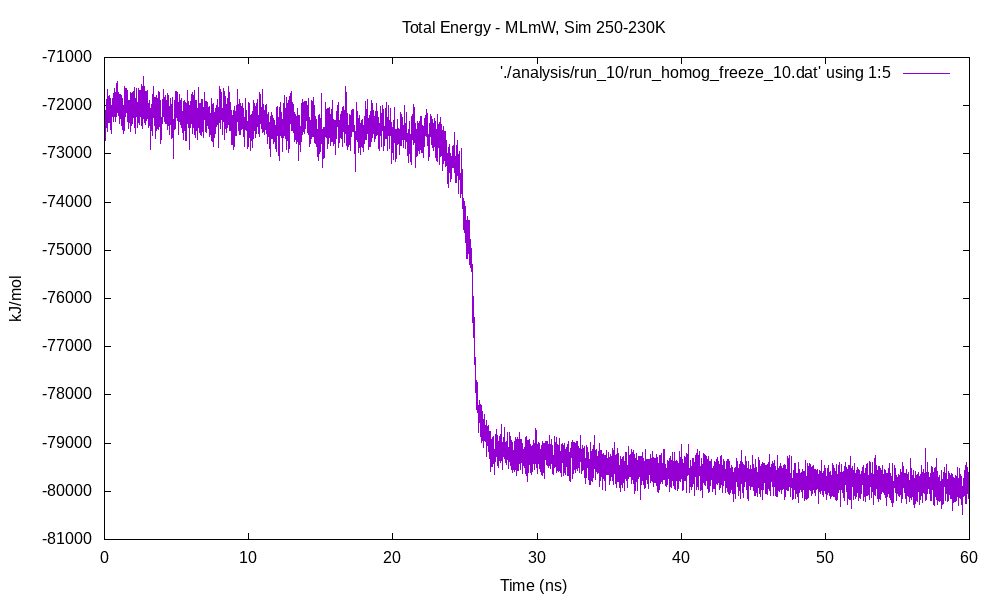 Total Energy - MLmW, Sim 250-230K
'./analysis/run_10/run_homog_freeze_10.dat' using 1:5
-71000
-72000
-73000
-74000
-75000
-76000
-77000
-78000
-79000
-80000
-81000
kJ/mol
0 10 20 30 40 50 60
Time (ns)